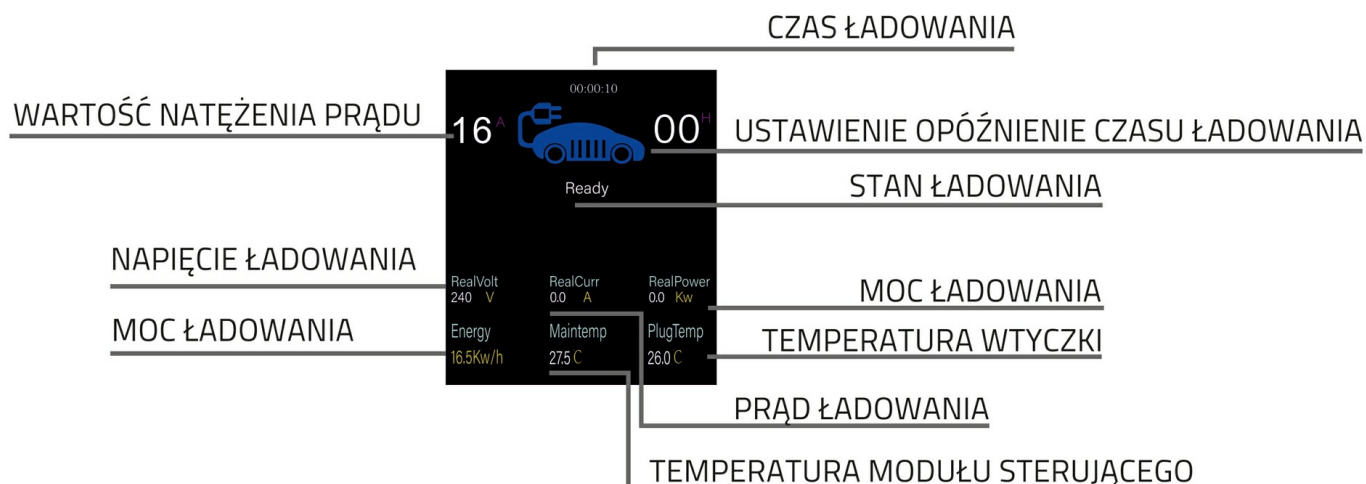 CZAS ŁADOWANIA
00:00:10
WARTOŚĆ NATĘŻENIA PRĄDU
16 A
00 H
USTAWIENIE OPÓŹNIENIE CZASU ŁADOWANIA
Ready
STAN ŁADOWANIA
NAPIĘCIE ŁADOWANIA
RealVolt RealCurr RealPower
240 V 0.0 A 0.0 Kw
MOC ŁADOWANIA
MOC ŁADOWANIA
Energy Maintemp PlugTemp
16.5Kw/h 27.5 C 26.0 C
TEMPERATURA WTYCZKI
PRĄD ŁADOWANIA
TEMPERATURA MODUŁU STERUJĄCEGO